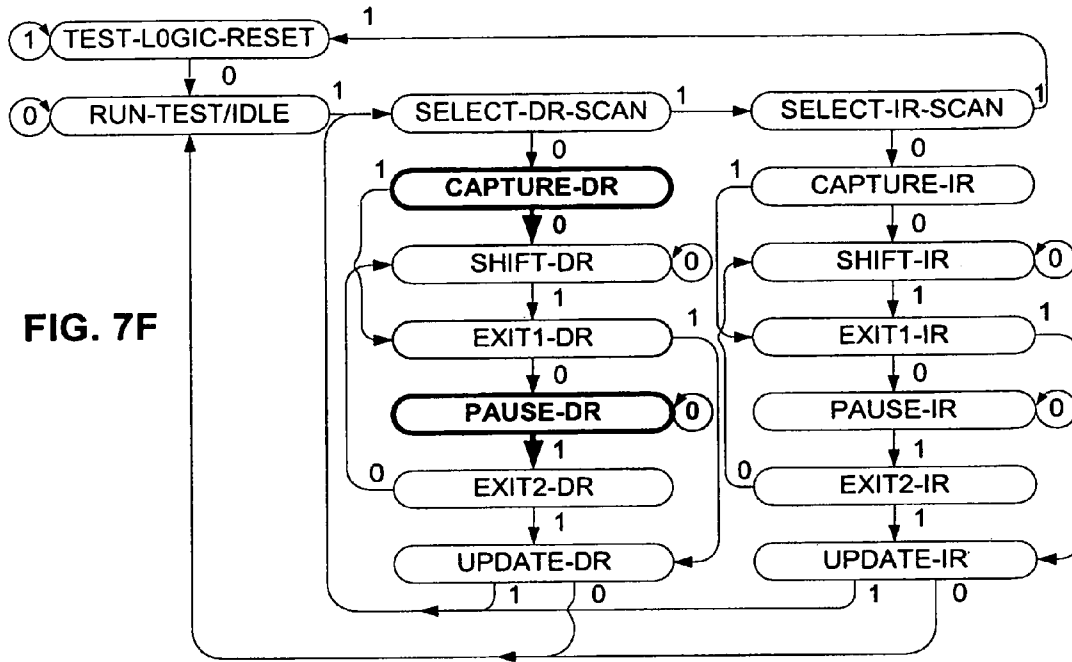 1
1 TEST-L0GIC-RESET
0
0 RUN-TEST/IDLE 1 SELECT-DR-SCAN 1 SELECT-IR-SCAN 1
0 0
1 CAPTURE-DR 1 CAPTURE-IR
0 0
SHIFT-DR 0 SHIFT-IR 0
1 1
FIG. 7F EXIT1-DR 1 EXIT1-IR 1
0 0
PAUSE-DR 0 PAUSE-IR 0
1 1
0 EXIT2-DR 0 EXIT2-IR
1 1
UPDATE-DR UPDATE-IR
1 0 1 0